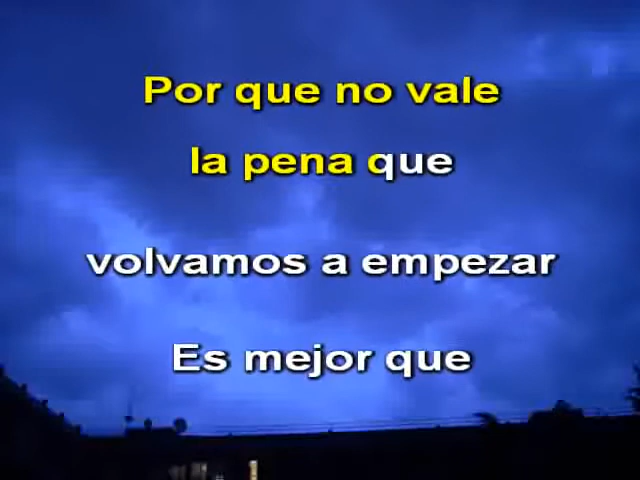 Por que no vale
la pena que
volvamos a empezar
Es mejor que